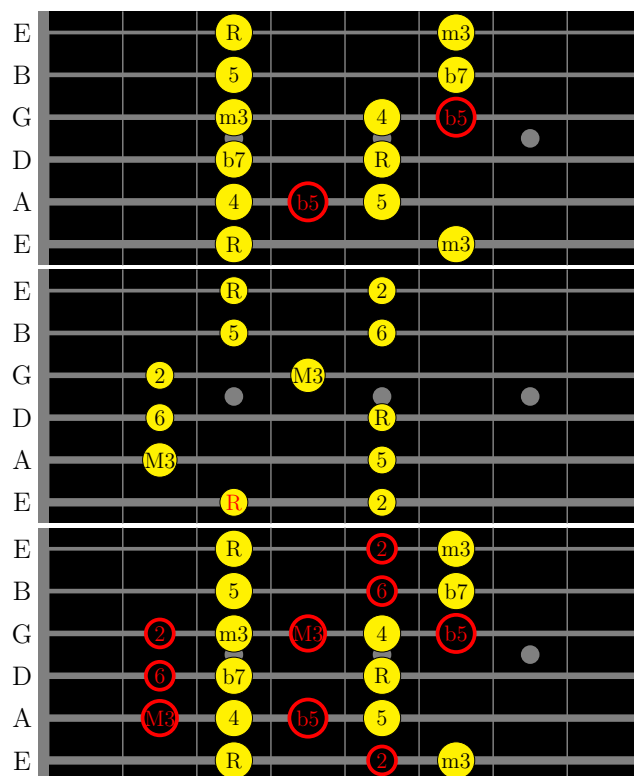 E R m3
B 5 b7
G m3 4 b5
D b7 R
A 4 b5 5
E R m3
E R 2
B 5 6
G 2 M3
D 6 R
A M3 5
E R 2
E R 2 m3
B 5 6 b7
G 2 m3 M3 4 b5
D 6 b7 R
A M3 4 b5 5
E R 2 m3